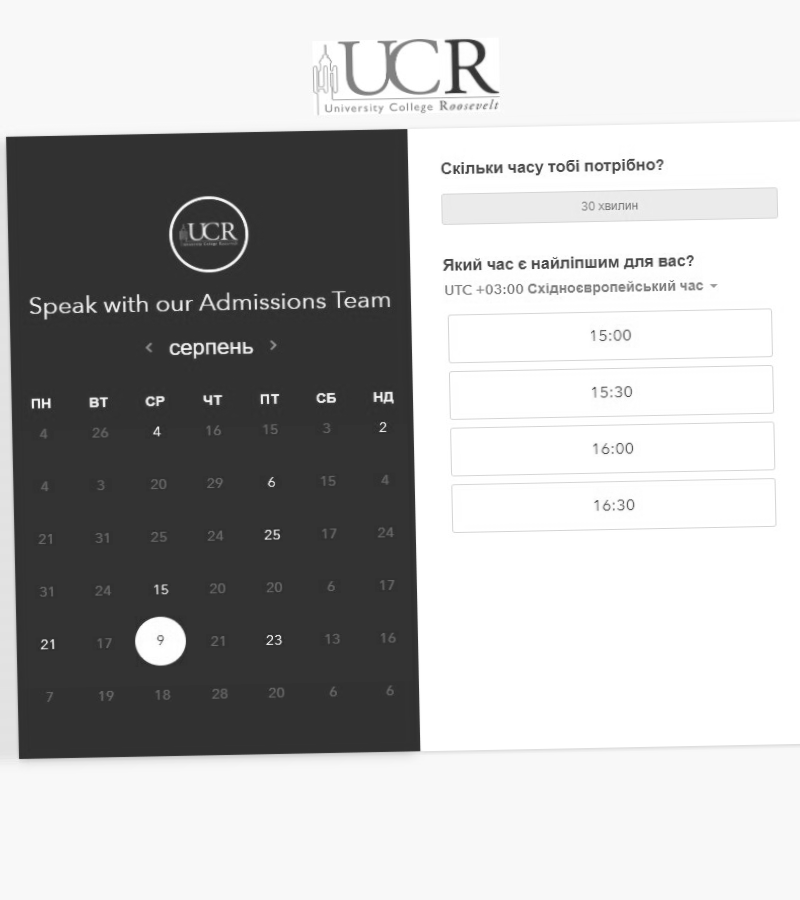 UCR
University College Roosevelt
UCR
University College Roosevelt
Speak with our Admissions Team
серпень
ПН ВТ СР ЧТ ПТ СБ НД
4 26 4 16 15 3 2
4 3 20 29 6 15 4
21 31 25 24 25 17 24
31 24 15 20 20 6 17
21 17 9 21 23 13 16
7 19 18 28 20 6 6
Скільки часу тобі потрібно?
30 хвилин
Який час є найліпшим для вас?
UTC +03:00 Східноєвропейський час
15:00
15:30
16:00
16:30